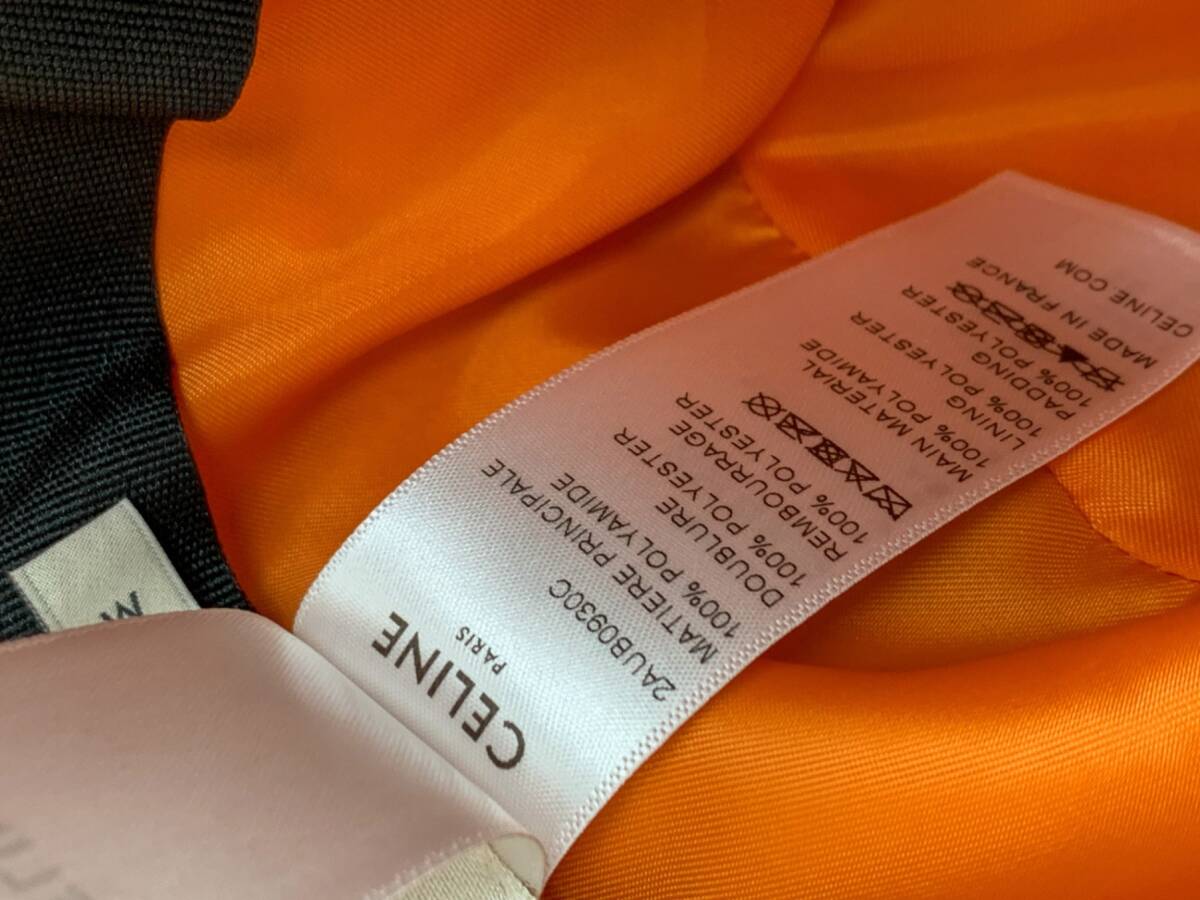 CELINE
PARIS
2AUB0930C
MATIERE PRINCIPALE
100% POLYAMIDE
DOUBLURE
100% POLYESTER
REMBOURRAGE
100% POLYESTER
MAIN MATERIAL
100% POLYAMIDE
LINING
100% POLYESTER
PADDING
100% POLYESTER
MADE IN FRANCE
CELINE.COM
M